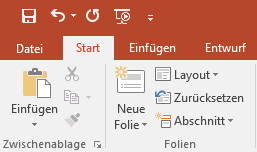 Datei Start Einfügen Entwurf
Einfügen
Neue
Folie
Layout
Zurücksetzen
Abschnitt
Zwischenablage
Folien